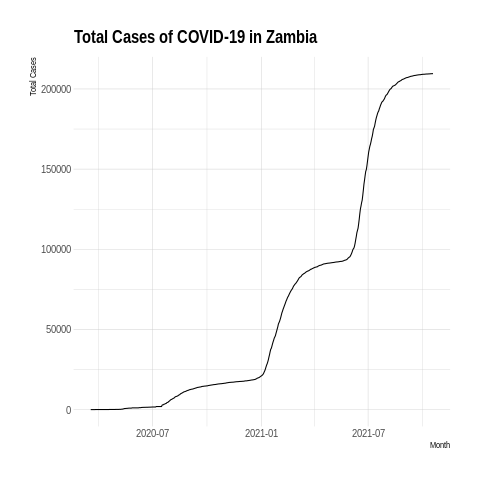 Total Cases of COVID-19 in Zambia
Total Cases
200000
150000
100000
50000
0
2020-07 2021-01 2021-07
Month